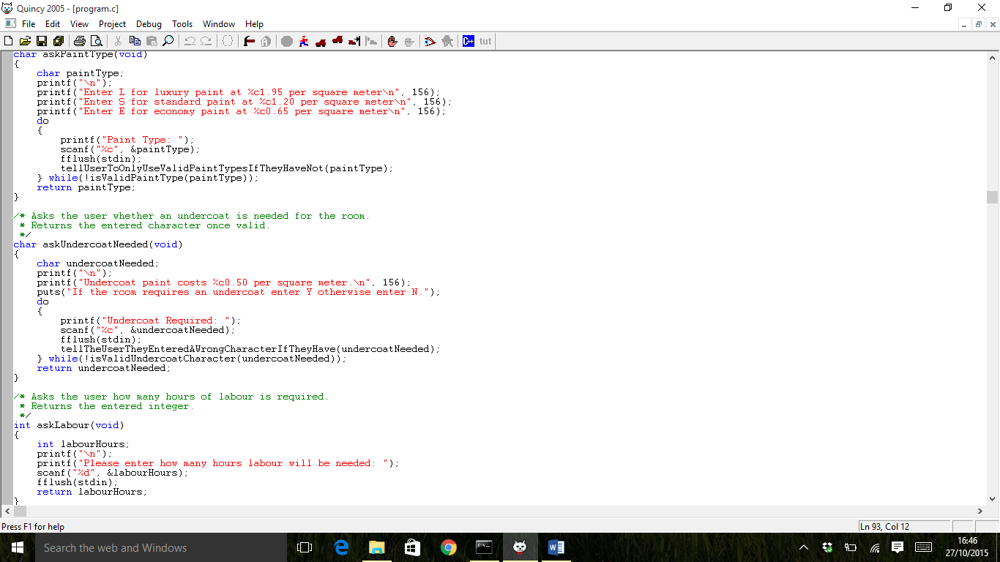 Quincy 2005 - [program.c]
File Edit View Project Debug Tools Window Help
C++ tut
char askPaintType(void)
{
    char paintType;
    printf("\n");
    printf("Enter L for luxury paint at %c1.95 per square meter\n", 156);
    printf("Enter S for standard paint at %c1.20 per square meter\n", 156);
    printf("Enter E for economy paint at %c0.65 per square meter\n", 156);
    do
    {
        printf("Paint Type: ");
        scanf("%c", &paintType);
        fflush(stdin);
        tellUserToOnlyUseValidPaintTypesIfTheyHaveNot(paintType);
    } while(!isValidPaintType(paintType));
    return paintType;
}
/* Asks the user whether an undercoat is needed for the room.
 * Returns the entered character once valid.
 */
char askUndercoatNeeded(void)
{
    char undercoatNeeded;
    printf("\n");
    printf("Undercoat paint costs %c0.50 per square meter.\n", 156);
    puts("If the room requires an undercoat enter Y otherwise enter N.");
    do
    {
        printf("Undercoat Required: ");
        scanf("%c", &undercoatNeeded);
        fflush(stdin);
        tellTheUserTheyEnteredAWrongCharacterIfTheyHave(undercoatNeeded);
    } while(!isValidUndercoatCharacter(undercoatNeeded));
    return undercoatNeeded;
}
/* Asks the user how many hours of labour is required.
 * Returns the entered integer.
 */
int askLabour(void)
{
    int labourHours;
    printf("\n");
    printf("Please enter how many hours labour will be needed: ");
    scanf("%d", &labourHours);
    fflush(stdin);
    return labourHours;
}
Press F1 for help
Ln 93, Col 12
Search the web and Windows
16:46
27/10/2015